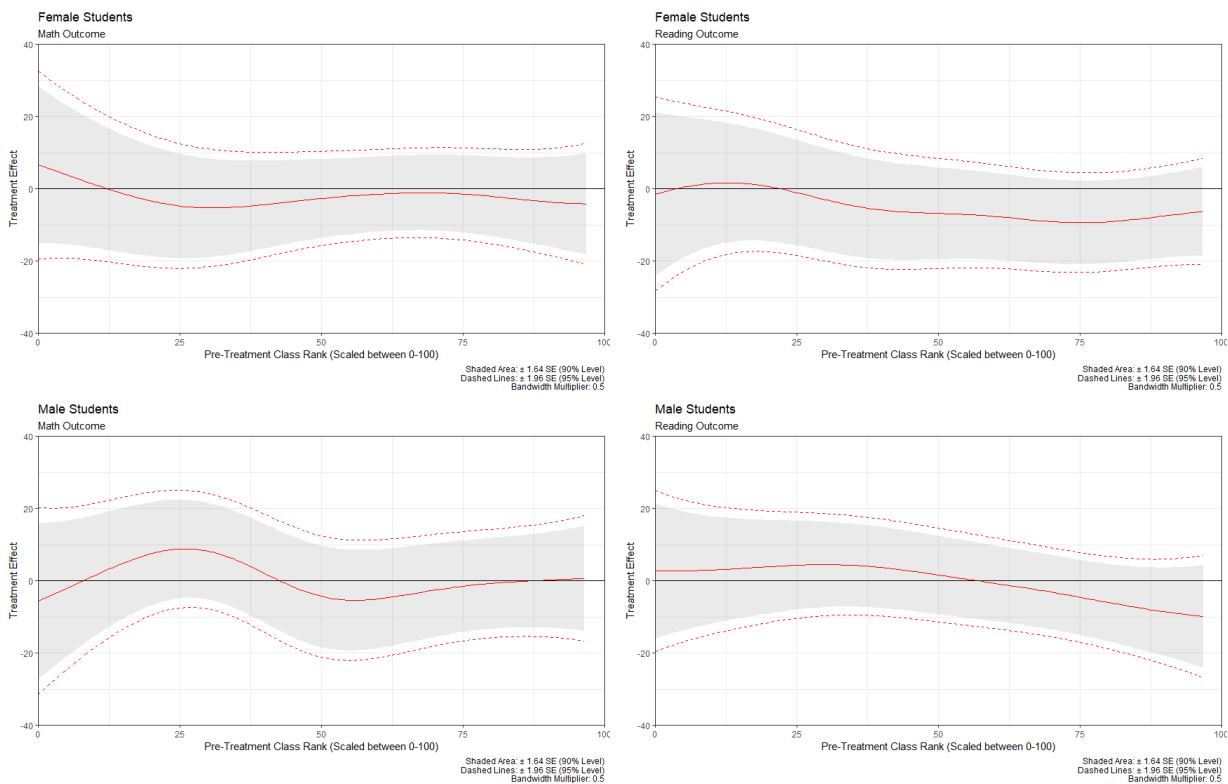 Female Students
Math Outcome
40
20
0
-20
-40
Treatment Effect
0
25
50
75
100
Pre-Treatment Class Rank (Scaled between 0-100)
Shaded Area: ± 1.64 SE (90% Level)
Dashed Lines: ± 1.96 SE (95% Level)
Bandwidth Multiplier: 0.5
Female Students
Reading Outcome
40
20
0
-20
-40
Treatment Effect
0
25
50
75
100
Pre-Treatment Class Rank (Scaled between 0-100)
Shaded Area: ± 1.64 SE (90% Level)
Dashed Lines: ± 1.96 SE (95% Level)
Bandwidth Multiplier: 0.5
Male Students
Math Outcome
40
20
0
-20
-40
Treatment Effect
0
25
50
75
100
Pre-Treatment Class Rank (Scaled between 0-100)
Shaded Area: ± 1.64 SE (90% Level)
Dashed Lines: ± 1.96 SE (95% Level)
Bandwidth Multiplier: 0.5
Male Students
Reading Outcome
40
20
0
-20
-40
Treatment Effect
0
25
50
75
100
Pre-Treatment Class Rank (Scaled between 0-100)
Shaded Area: ± 1.64 SE (90% Level)
Dashed Lines: ± 1.96 SE (95% Level)
Bandwidth Multiplier: 0.5